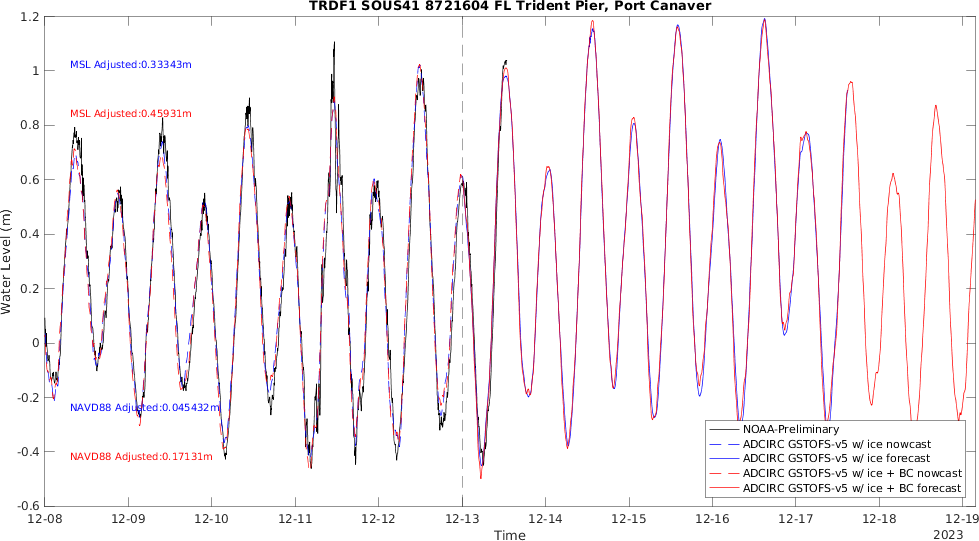 TRDF1 SOUS41 8721604 FL Trident Pier, Port Canaver
1.2
1
0.8
0.6
0.4
0.2
0
-0.2
-0.4
-0.6
Water Level (m)
MSL Adjusted:0.33343m
MSL Adjusted:0.45931m
NAVD88 Adjusted:0.045432m
NAVD88 Adjusted:0.17131m
NOAA-Preliminary
ADCIRC GSTOFS-v5 w/ ice nowcast
ADCIRC GSTOFS-v5 w/ ice forecast
ADCIRC GSTOFS-v5 w/ ice + BC nowcast
ADCIRC GSTOFS-v5 w/ ice + BC forecast
12-08 12-09 12-10 12-11 12-12 12-13 12-14 12-15 12-16 12-17 12-18 12-19
Time
2023